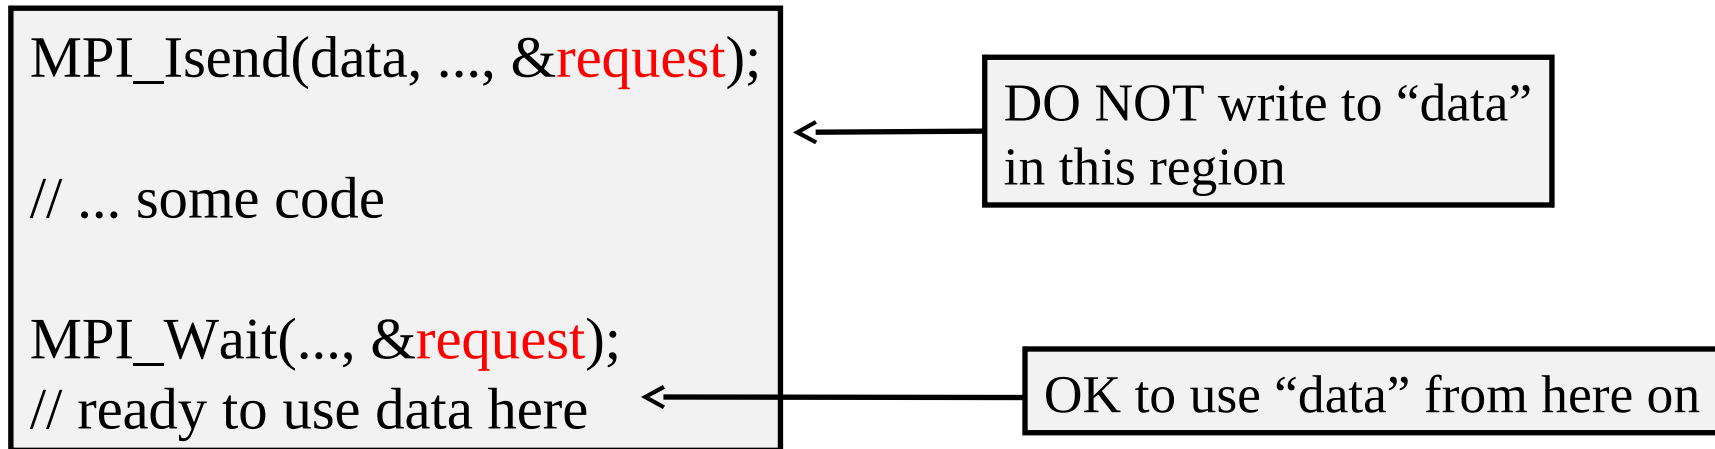 MPI_Isend(data, ..., &request);
// ... some code
MPI_Wait(..., &request);
// ready to use data here
DO NOT write to “data”
in this region
OK to use “data” from here on